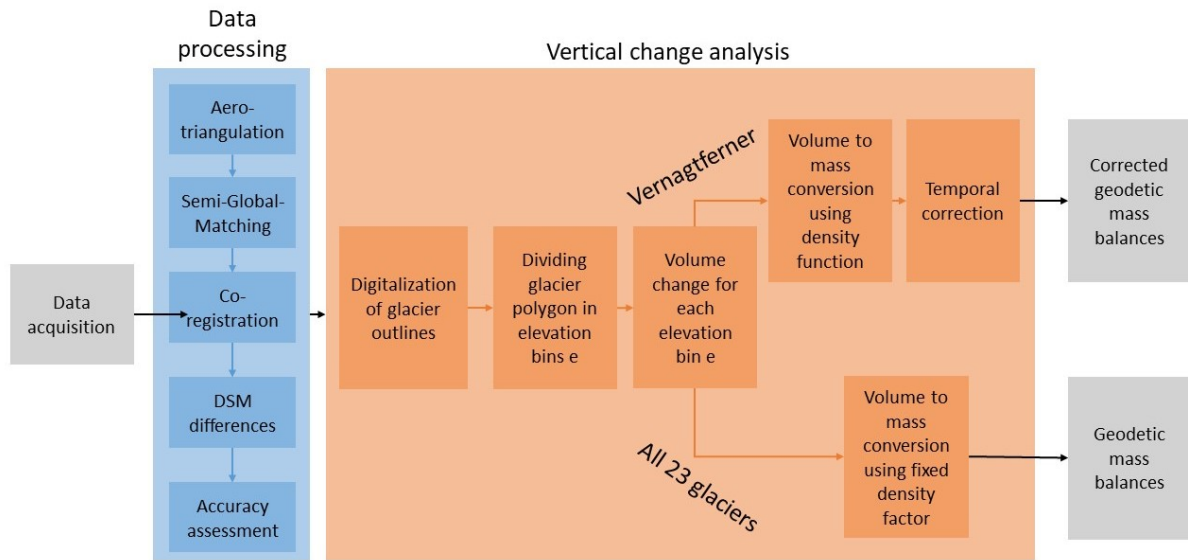 Data
processing
Vertical change analysis
Data
acquisition
Aero-
triangulation
Semi-Global-
Matching
Co-
registration
DSM
differences
Accuracy
assessment
Digitalization
of glacier
outlines
Dividing
glacier
polygon in
elevation
bins e
Volume
change for
each
elevation
bin e
Vernagtferner
Volume to
mass
conversion
using
density
function
Temporal
correction
Corrected
geodetic
mass
balances
All 23 glaciers
Volume to
mass
conversion
using fixed
density
factor
Geodetic
mass
balances